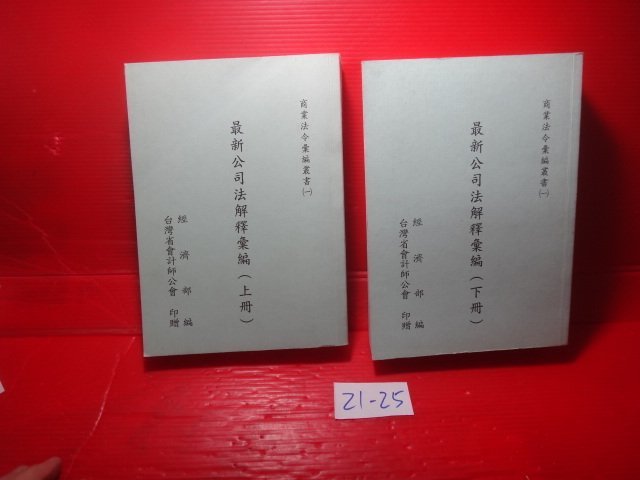 商業法令彙編叢書㈠
最新公司法解釋彙編（上冊）
經濟部 編
台灣省會計師公會 印贈
商業法令彙編叢書㈠
最新公司法解釋彙編（下冊）
經濟部 編
台灣省會計師公會 印贈
21-25